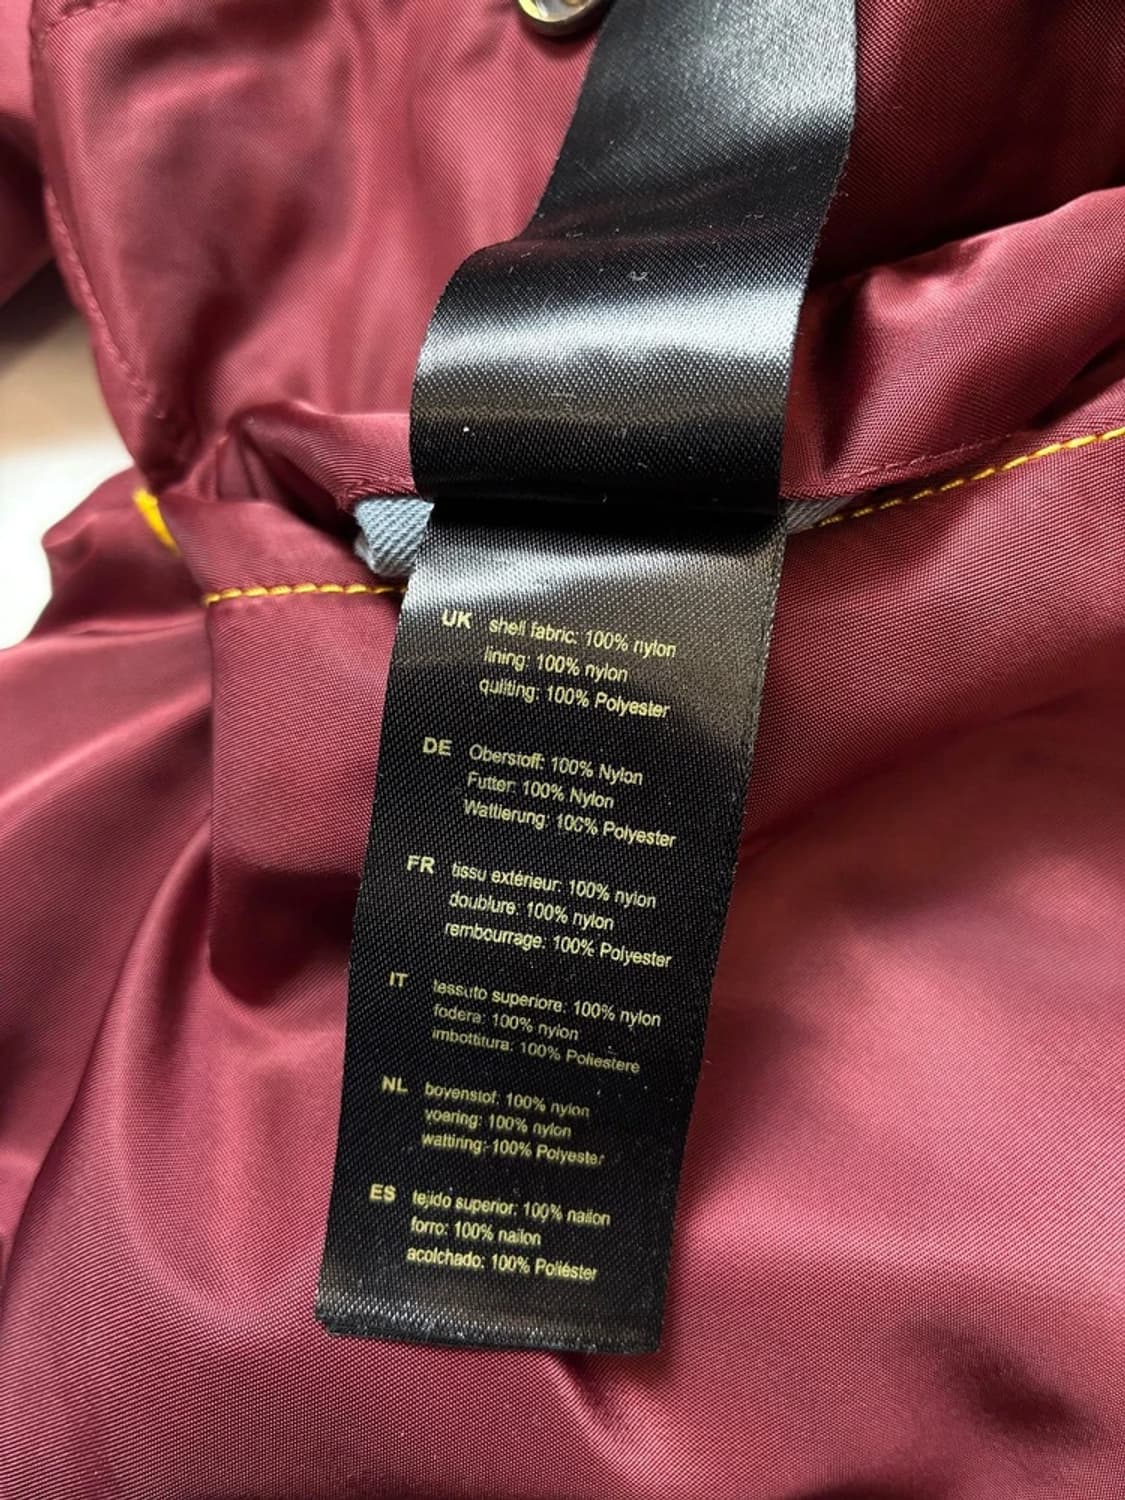 UK shell fabric: 100% nylon
lining: 100% nylon
quilting: 100% Polyester
DE Oberstoff: 100% Nylon
Futter: 100% Nylon
Wattierung: 100% Polyester
FR tissu extérieur: 100% nylon
doublure: 100% nylon
rembourrage: 100% Polyester
IT tessuto superiore: 100% nylon
fodera: 100% nylon
imbottitura: 100% Poliestere
NL bovenstof: 100% nylon
voering: 100% nylon
wattiring: 100% Polyester
ES tejido superior: 100% nailon
forro: 100% nailon
acolchado: 100% Poliéster